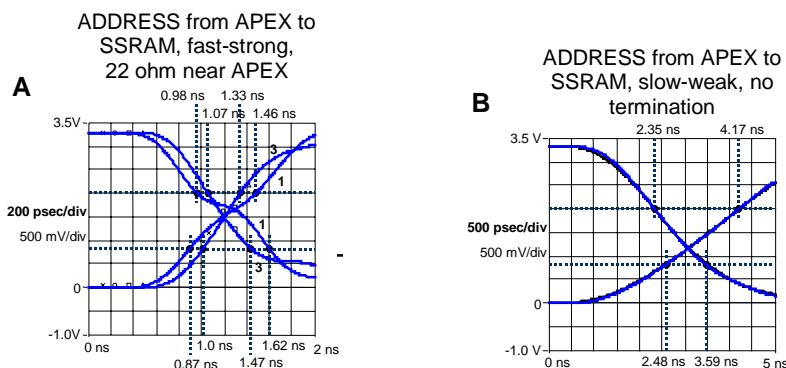 ADDRESS from APEX to
SSRAM, fast-strong,
22 ohm near APEX
A
0.98 ns
1.33 ns
1.07 ns
1.46 ns
3.5V
3
1
200 psec/div
500 mV/div
1
3
0
-1.0V
0 ns
1.0 ns
1.62 ns
2 ns
0.87 ns
1.47 ns
-
ADDRESS from APEX to
SSRAM, slow-weak, no
termination
B
2.35 ns
4.17 ns
3.5 V
500 psec/div
500 mV/div
0
-1.0 V
0 ns
2.48 ns
3.59 ns
5 ns